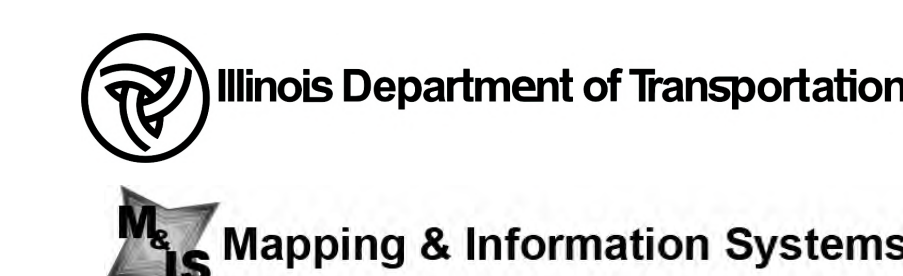 Illinois Department of Transportation
M
&
IS
Mapping & Information Systems